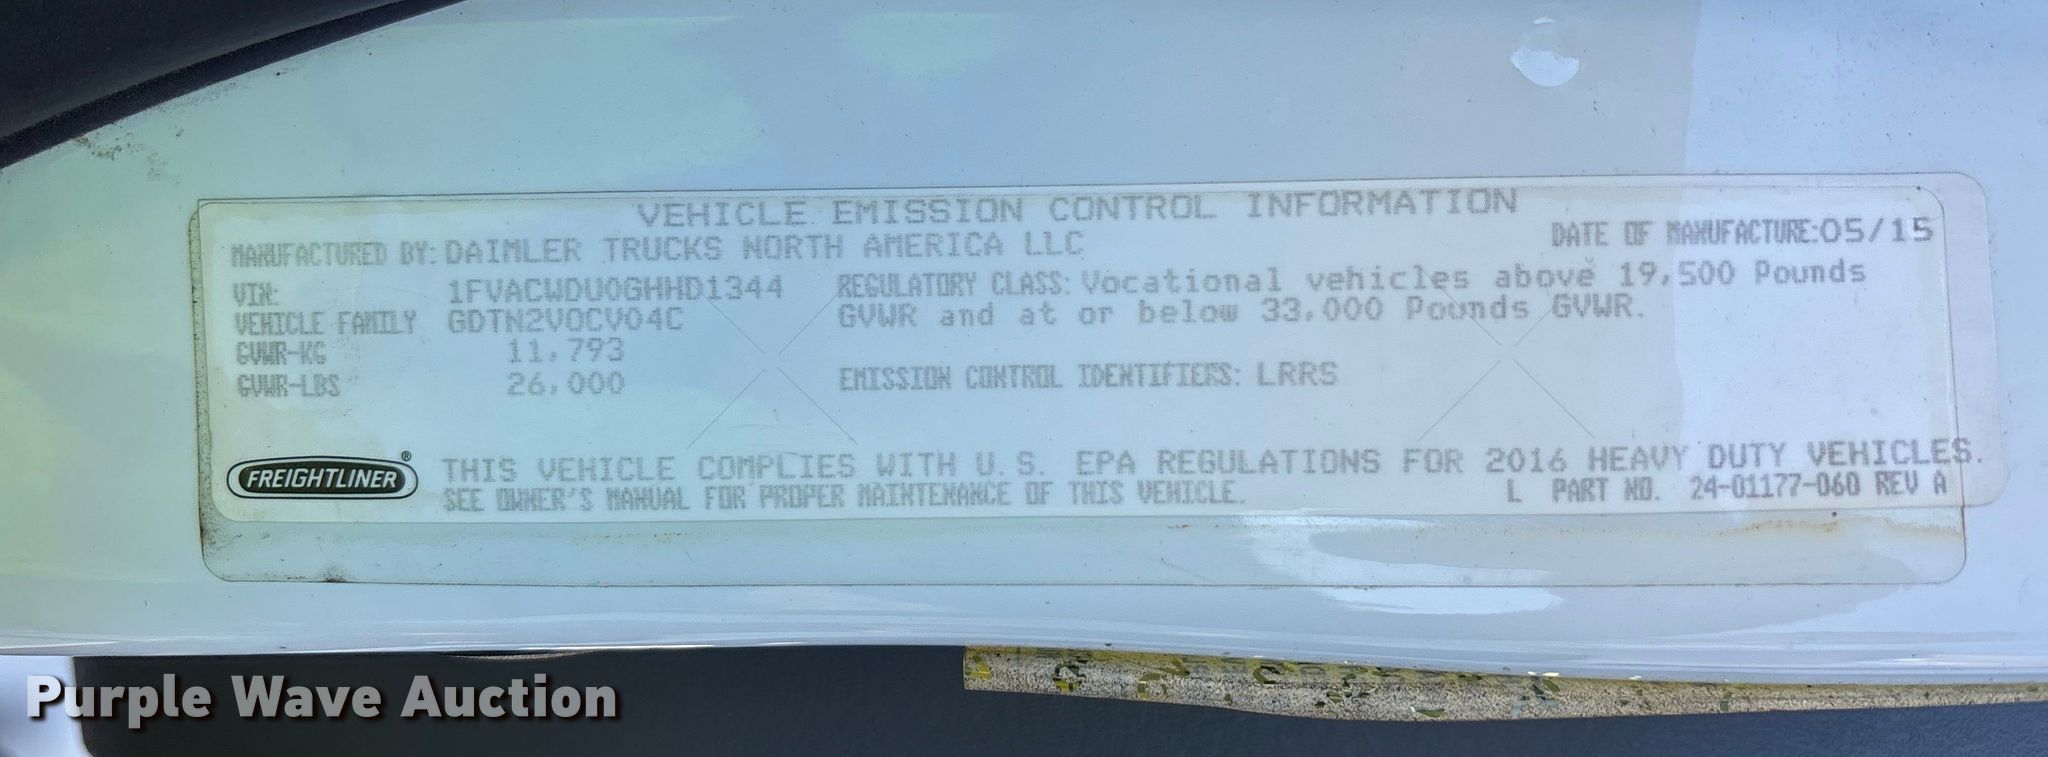 VEHICLE EMISSION CONTROL INFORMATION
MANUFACTURED BY: DAIMLER TRUCKS NORTH AMERICA LLC
DATE OF MANUFACTURE:05/15
VIN: 1FVACWDU0GHHD1344
REGULATORY CLASS: Vocational vehicles above 19,500 Pounds
VEHICLE FAMILY GDTN2VOCV04C
GVWR and at or below 33,000 Pounds GVWR.
GVWR-KG 11,793
GVWR-LBS 26,000
EMISSION CONTROL IDENTIFIERS: LRRS
FREIGHTLINER®
THIS VEHICLE COMPLIES WITH U.S. EPA REGULATIONS FOR 2016 HEAVY DUTY VEHICLES.
SEE OWNER'S MANUAL FOR PROPER MAINTENANCE OF THIS VEHICLE.
L PART NO. 24-01177-060 REV A
Purple Wave Auction